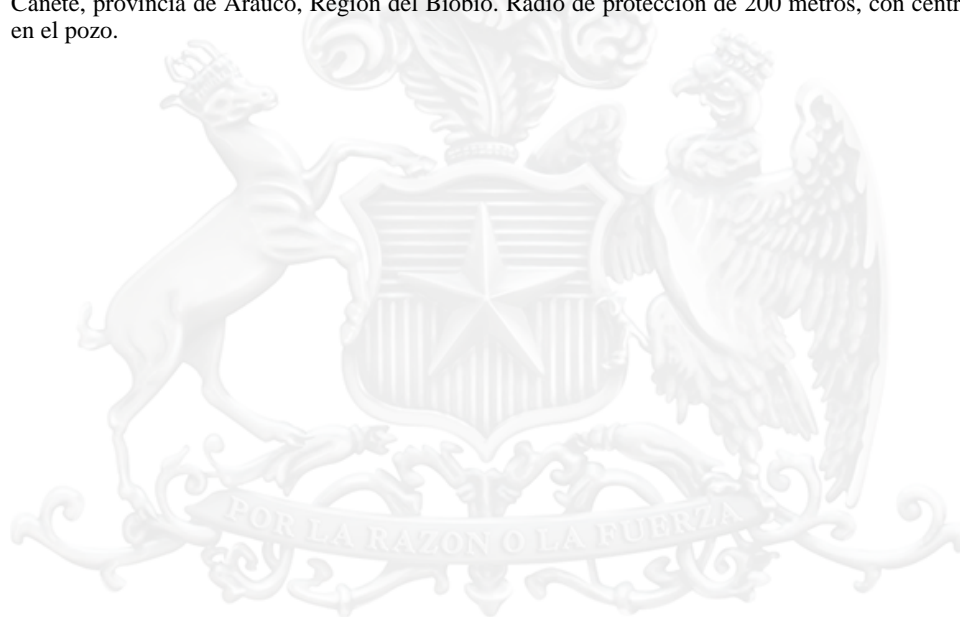 Cañete, provincia de Arauco, Región del Biobío. Radio de protección de 200 metros, con centr
en el pozo.
POR LA RAZON O LA FUERZA